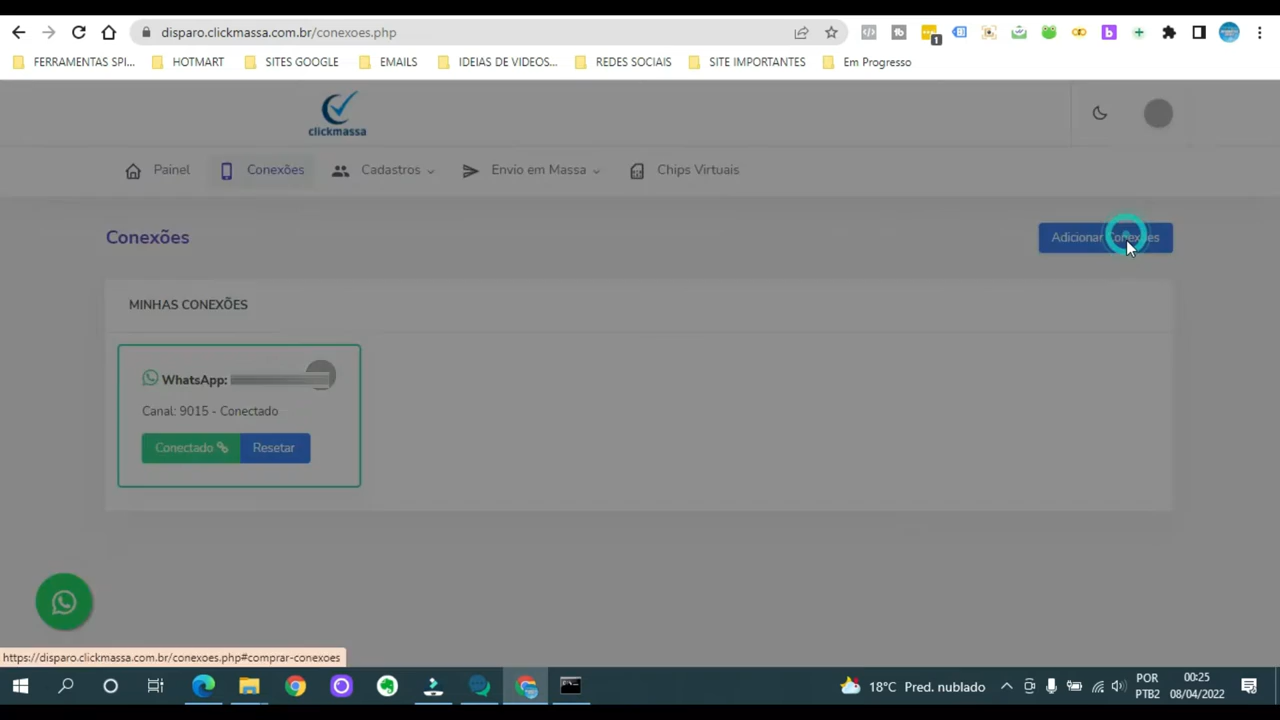 disparo.clickmassa.com.br/conexoes.php
1
FERRAMENTAS SPI...
HOTMART
SITES GOOGLE
EMAILS
IDEIAS DE VIDEOS...
REDES SOCIAIS
SITE IMPORTANTES
Em Progresso
clickmassa
Painel
Conexões
Cadastros
Envio em Massa
Chips Virtuais
Conexões
Adicionar Conexões
MINHAS CONEXÕES
WhatsApp:
Canal: 9015 - Conectado
Conectado
Resetar
https://disparo.clickmassa.com.br/conexoes.php#comprar-conexoes
18°C Pred. nublado
POR
PTB2
00:25
08/04/2022